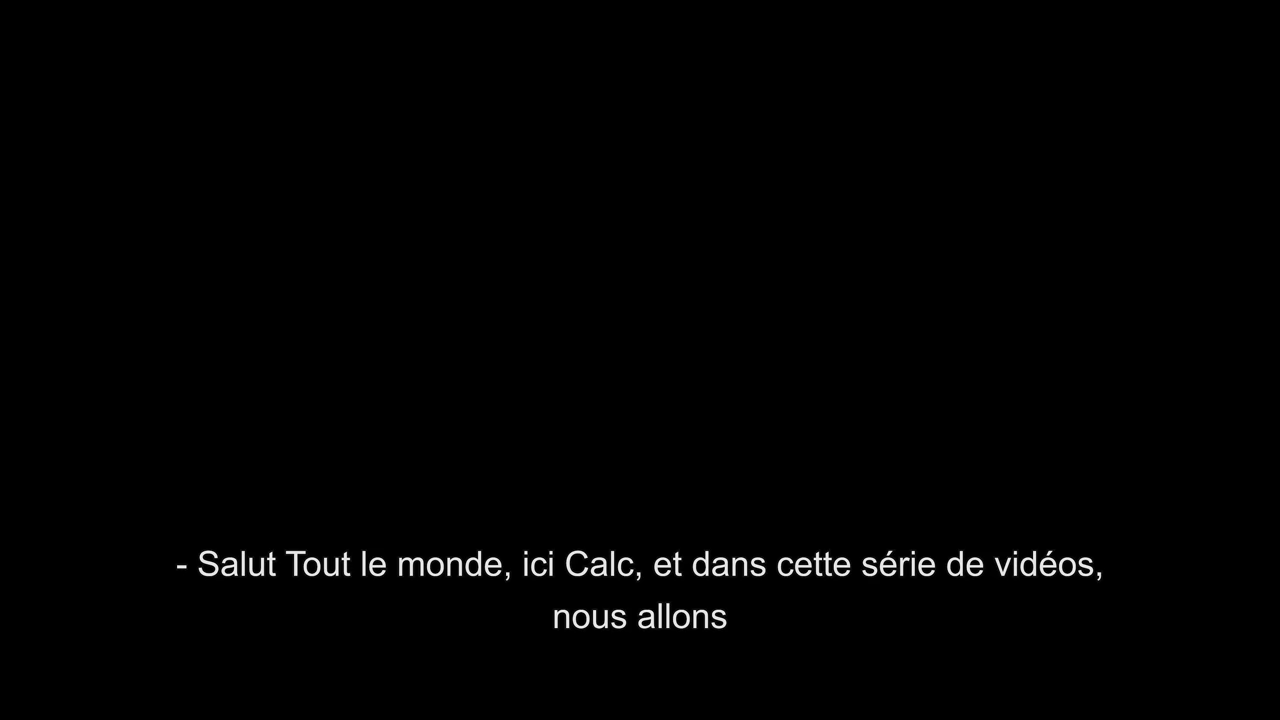 - Salut Tout le monde, ici Calc, et dans cette série de vidéos,
nous allons